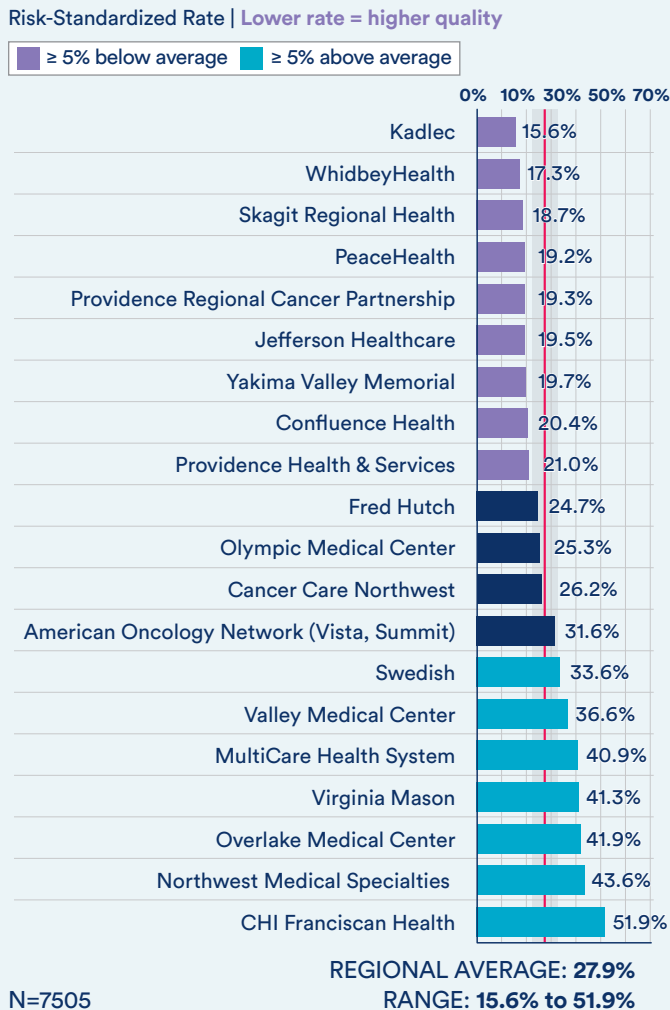 Risk-Standardized Rate | Lower rate = higher quality
≥ 5% below average ≥ 5% above average
0% 10% 30% 50% 70%
Kadlec 15.6%
WhidbeyHealth 17.3%
Skagit Regional Health 18.7%
PeaceHealth 19.2%
Providence Regional Cancer Partnership 19.3%
Jefferson Healthcare 19.5%
Yakima Valley Memorial 19.7%
Confluence Health 20.4%
Providence Health & Services 21.0%
Fred Hutch 24.7%
Olympic Medical Center 25.3%
Cancer Care Northwest 26.2%
American Oncology Network (Vista, Summit) 31.6%
Swedish 33.6%
Valley Medical Center 36.6%
MultiCare Health System 40.9%
Virginia Mason 41.3%
Overlake Medical Center 41.9%
Northwest Medical Specialties 43.6%
CHI Franciscan Health 51.9%
REGIONAL AVERAGE: 27.9%
N=7505 RANGE: 15.6% to 51.9%